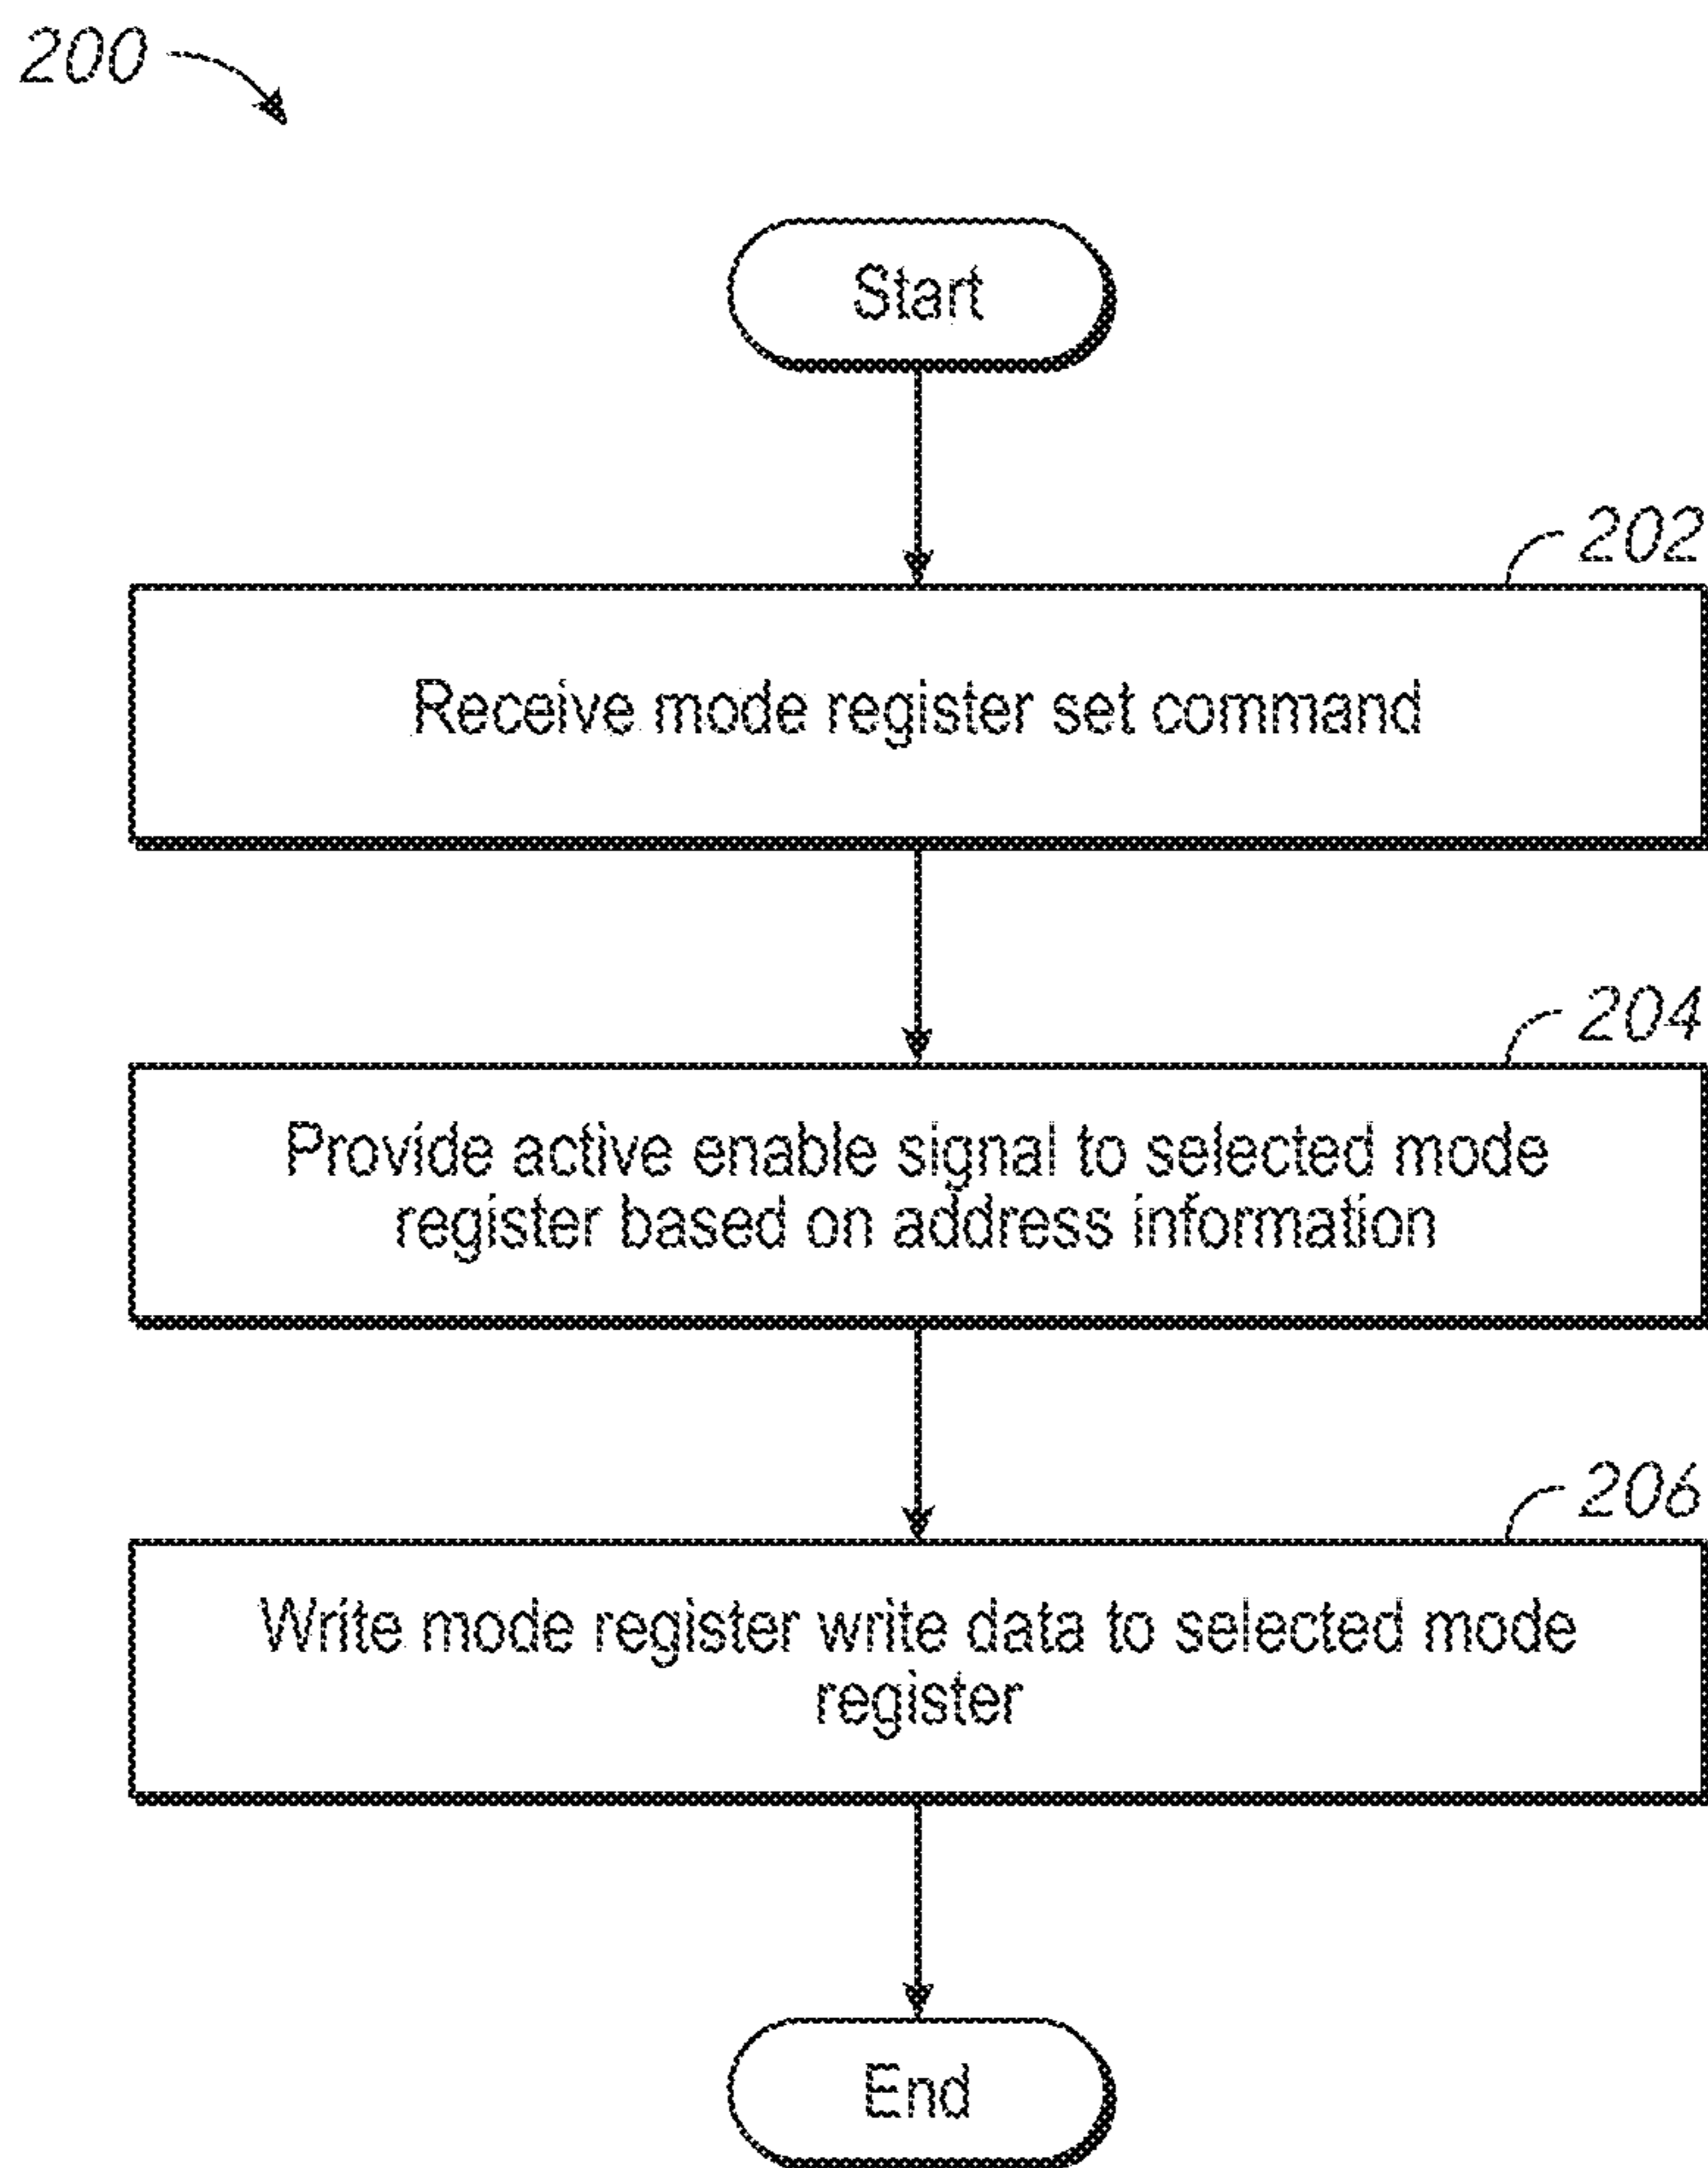 200
Start
202
Receive mode register set command
204
Provide active enable signal to selected mode
register based on address information
206
Write mode register write data to selected mode
register
End